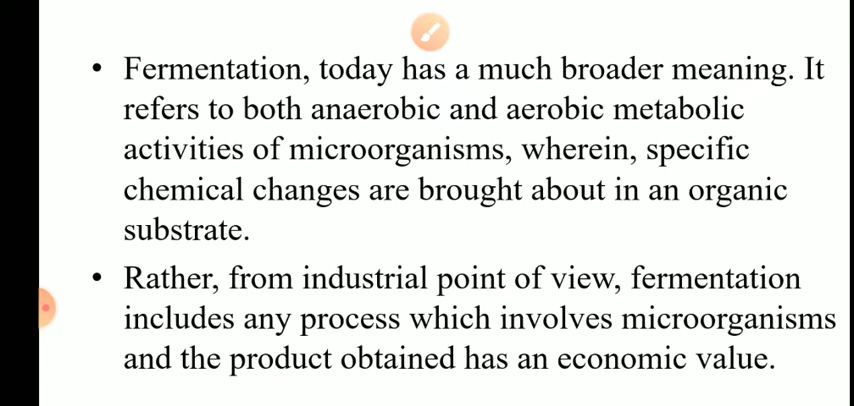 • Fermentation, today has a much broader meaning. It
refers to both anaerobic and aerobic metabolic
activities of microorganisms, wherein, specific
chemical changes are brought about in an organic
substrate.
• Rather, from industrial point of view, fermentation
includes any process which involves microorganisms
and the product obtained has an economic value.